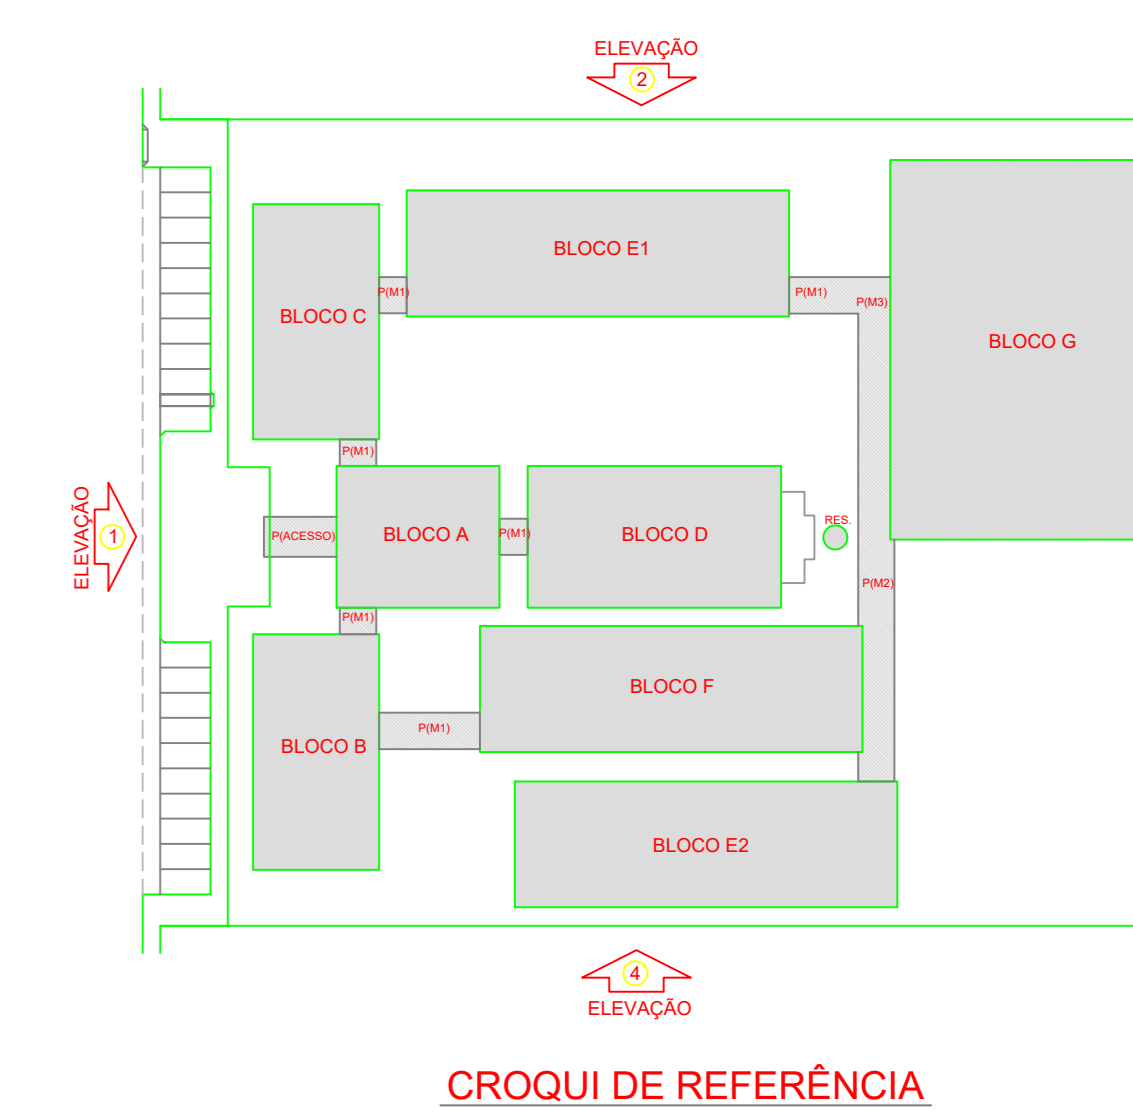 ELEVAÇÃO
2
BLOCO E1
BLOCO C
P(M1)
P(M1)
P(M3)
BLOCO G
P(M1)
ELEVAÇÃO
1
P(ACESSO)
BLOCO A
P(M1)
BLOCO D
RES.
P(M2)
P(M1)
BLOCO F
P(M1)
BLOCO B
BLOCO E2
4
ELEVAÇÃO
CROQUI DE REFERÊNCIA